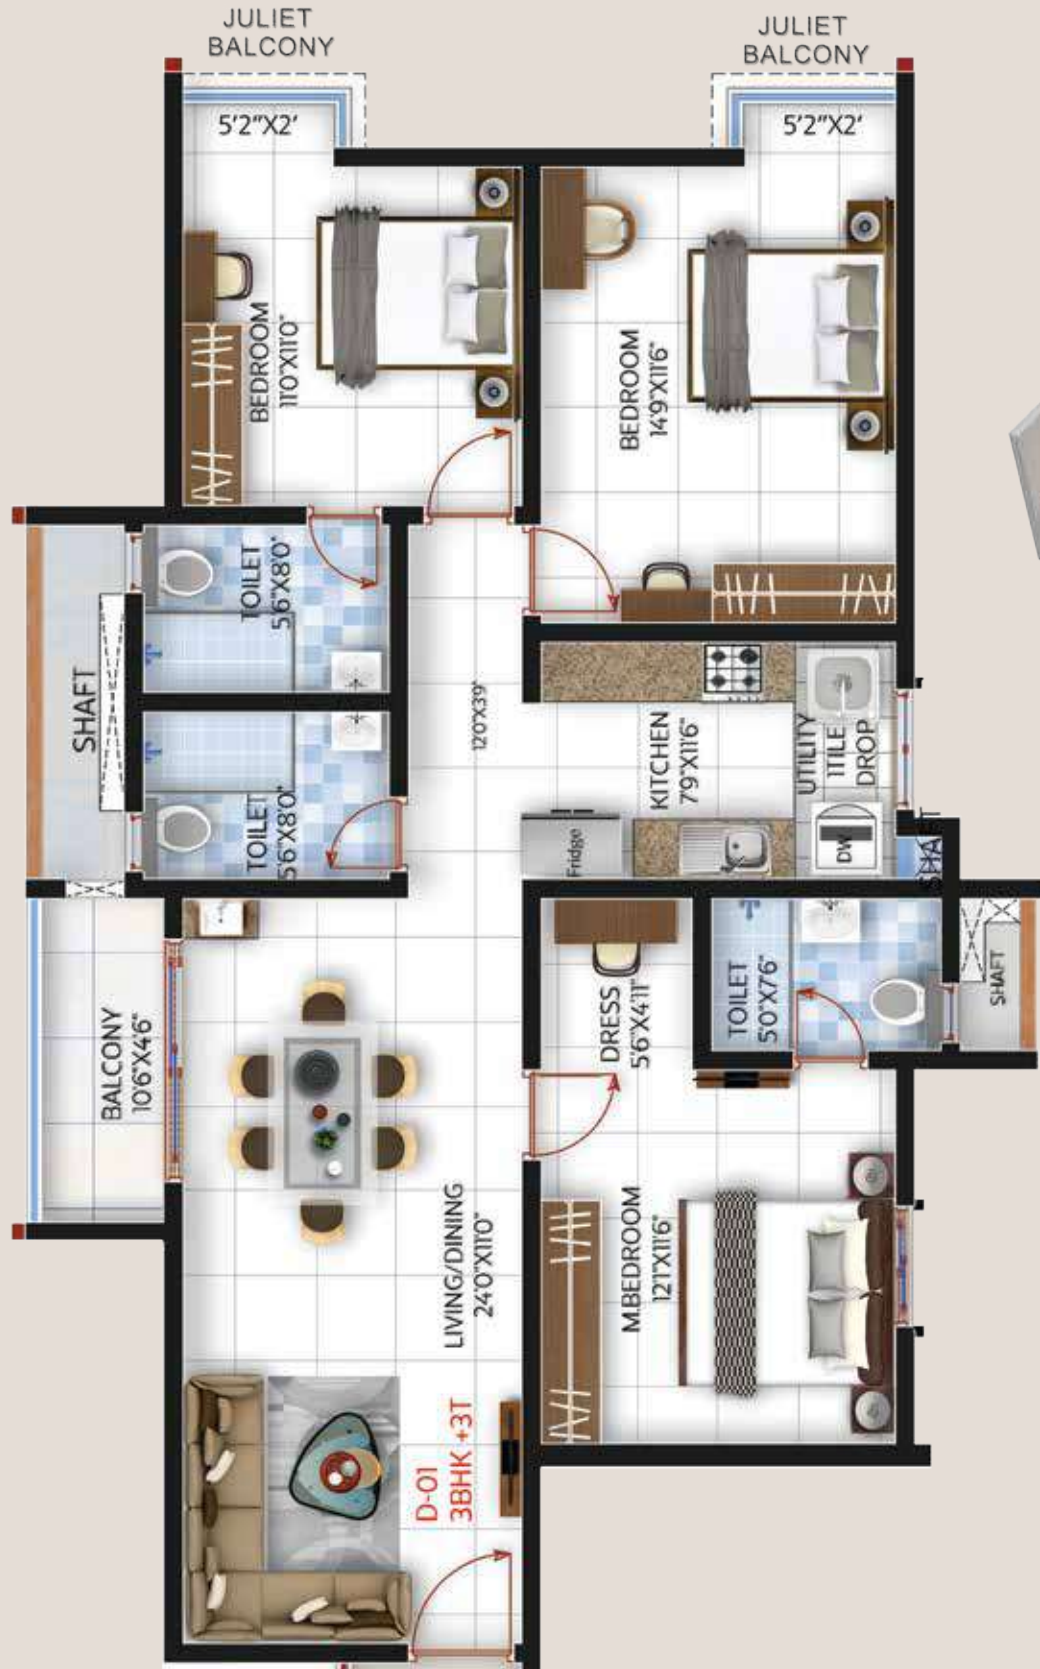 JULIET
BALCONY
JULIET
BALCONY
5'2"X2'
5'2"X2'
BEDROOM
11'0"X11'0"
BEDROOM
14'9"X11'6"
TOILET
5'6"X8'0"
SHAFT
12'0"X3'9"
KITCHEN
7'9"X11'6"
UTILITY
1TILE
DROP
TOILET
5'6"X8'0"
Fridge
DW
SHAFT
BALCONY
10'6"X4'6"
DRESS
5'6"X4'11"
TOILET
5'0"X7'6"
SHAFT
LIVING/DINING
24'0"X11'0"
M.BEDROOM
12'1"X11'6"
D-01
3BHK +3T